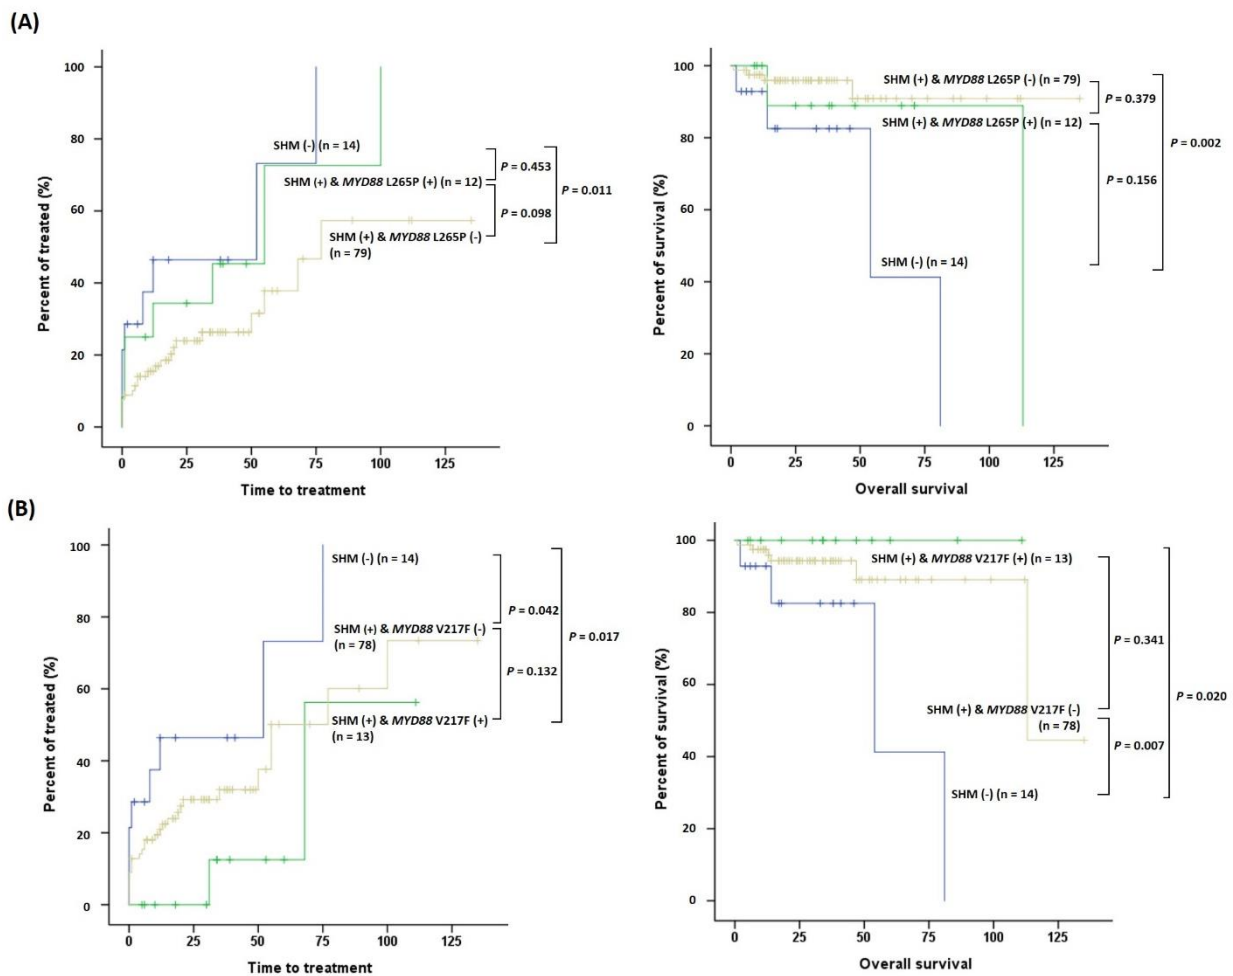 (A)
Percent of treated (%)
100
80
60
40
20
0
SHM (-) (n = 14)
SHM (+) & MYD88 L265P (+) (n = 12)
SHM (+) & MYD88 L265P (-)
(n = 79)
P = 0.453
P = 0.098
P = 0.011
0 25 50 75 100 125
Time to treatment
Percent of survival (%)
100
80
60
40
20
0
SHM (+) & MYD88 L265P (-) (n = 79)
SHM (+) & MYD88 L265P (+) (n = 12)
SHM (-) (n = 14)
P = 0.379
P = 0.156
P = 0.002
0 25 50 75 100 125
Overall survival
(B)
Percent of treated (%)
100
80
60
40
20
0
SHM (-) (n = 14)
SHM (+) & MYD88 V217F (-)
(n = 78)
SHM (+) & MYD88 V217F (+)
(n = 13)
P = 0.042
P = 0.132
P = 0.017
0 25 50 75 100 125
Time to treatment
Percent of survival (%)
100
80
60
40
20
0
SHM (+) & MYD88 V217F (+) (n = 13)
SHM (+) & MYD88 V217F (-)
(n = 78)
SHM (-) (n = 14)
P = 0.341
P = 0.007
P = 0.020
0 25 50 75 100 125
Overall survival